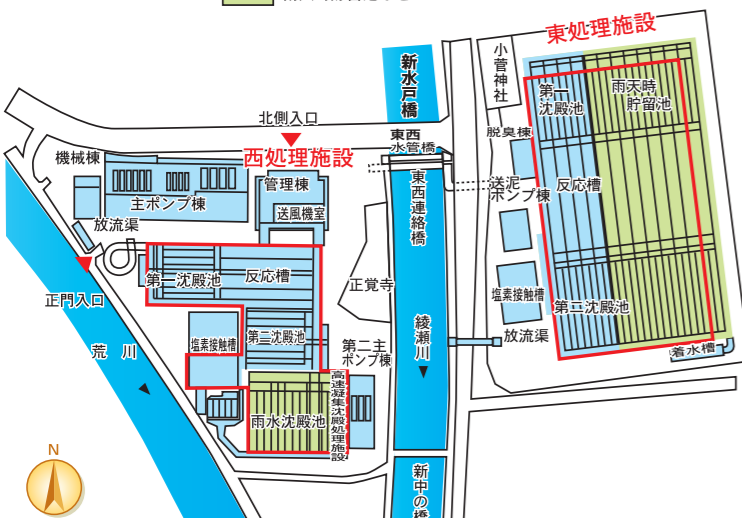 東処理施設
小菅神社
新水戸橋
第一
沈殿池
雨天時
貯留池
北側入口
東西
水管橋
脱臭棟
西処理施設
機械棟
管理棟
主ポンプ棟
送風機室
東西連絡橋
送泥
ポンプ棟
反応槽
放流渠
正門入口
第一沈殿池
反応槽
正覚寺
塩素接触槽
第二沈殿池
荒川
塩素接触槽
第二沈殿池
第二主
ポンプ棟
綾瀬川
放流渠
着水槽
雨水沈殿池
高速凝集沈殿処理施設
新中の橋
N